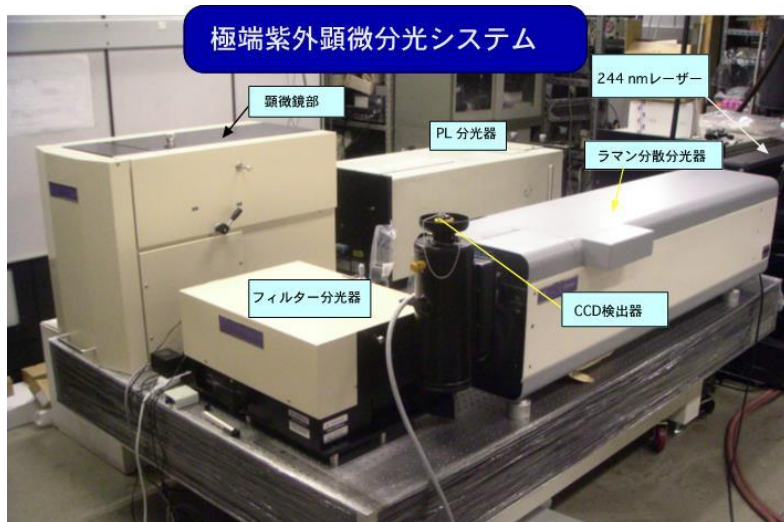 極端紫外顕微分光システム
244 nmレーザー
顕微鏡部
PL 分光器
ラマン分散分光器
フィルター分光器
CCD検出器